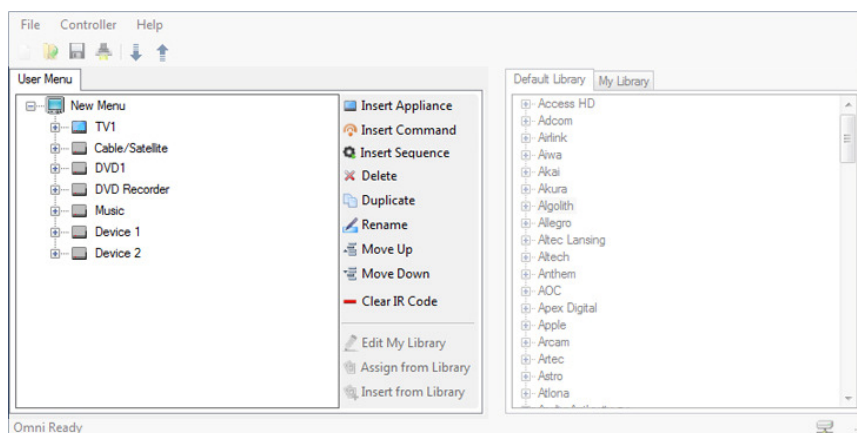 File Controller Help
User Menu
New Menu
TV1
Cable/Satellite
DVD1
DVD Recorder
Music
Device 1
Device 2
Insert Appliance
Insert Command
Insert Sequence
Delete
Duplicate
Rename
Move Up
Move Down
Clear IR Code
Edit My Library
Assign from Library
Insert from Library
Default Library My Library
Access HD
Adcom
Airlink
Aiwa
Akai
Akura
Algolith
Allegro
Altec Lansing
Altech
Anthem
AOC
Apex Digital
Apple
Arcam
Artec
Astro
Atlona
Omni Ready